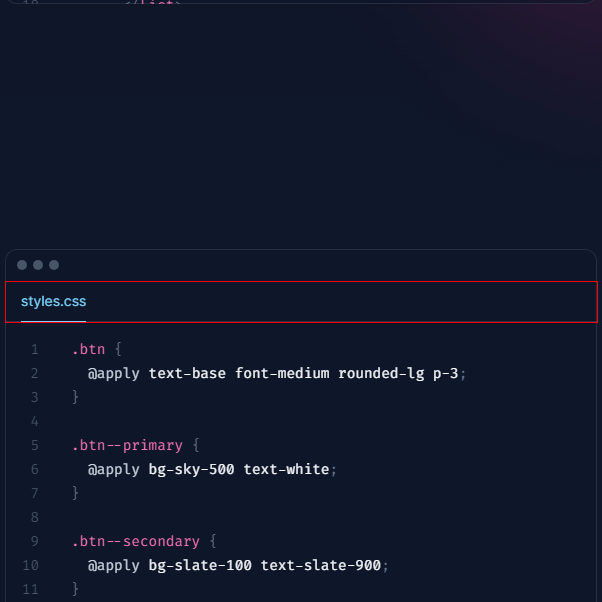 styles.css
1 .btn {
2 @apply text-base font-medium rounded-lg p-3;
3 }
4
5 .btn--primary {
6 @apply bg-sky-500 text-white;
7 }
8
9 .btn--secondary {
10 @apply bg-slate-100 text-slate-900;
11 }